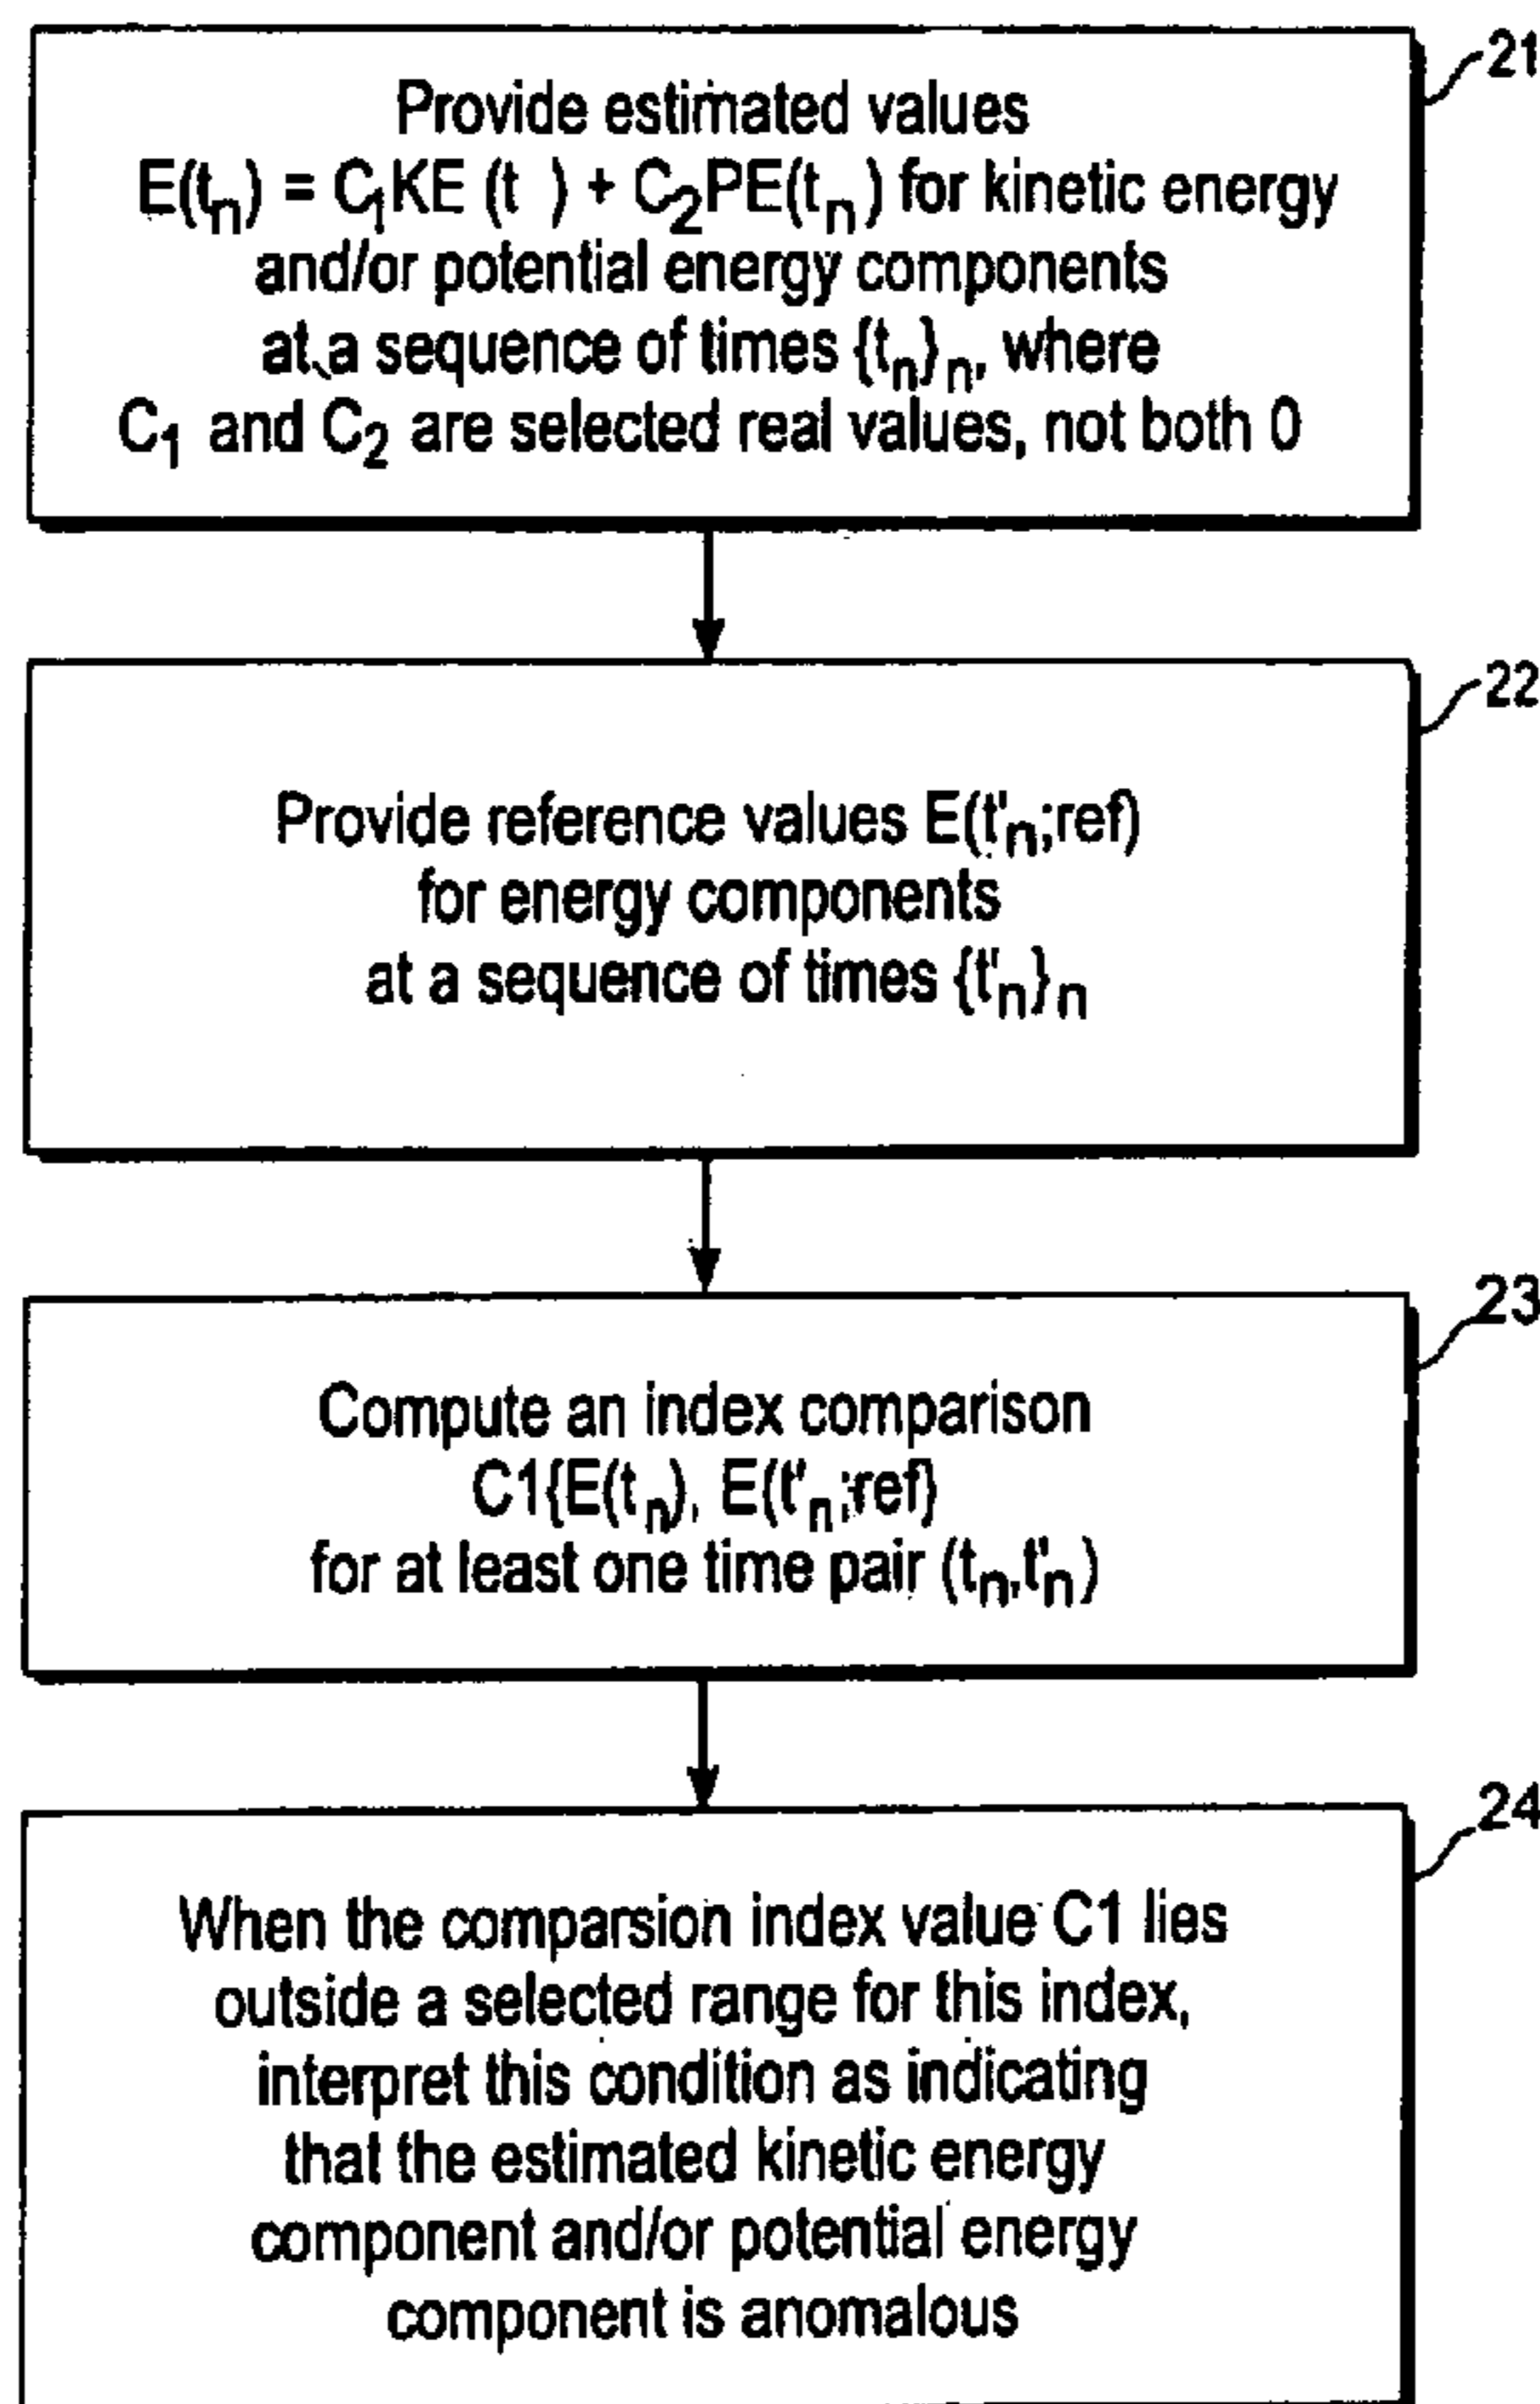 21
Provide estimated values
E(tn) = C1KE (t ) + C2PE(tn) for kinetic energy
and/or potential energy components
at a sequence of times {tn}n, where
C1 and C2 are selected real values, not both 0
22
Provide reference values E(t'n;ref)
for energy components
at a sequence of times {t'n}n
23
Compute an index comparison
C1{E(tn), E(t'n;ref}
for at least one time pair (tn,t'n)
24
When the comparsion index value C1 lies
outside a selected range for this index,
interpret this condition as indicating
that the estimated kinetic energy
component and/or potential energy
component is anomalous